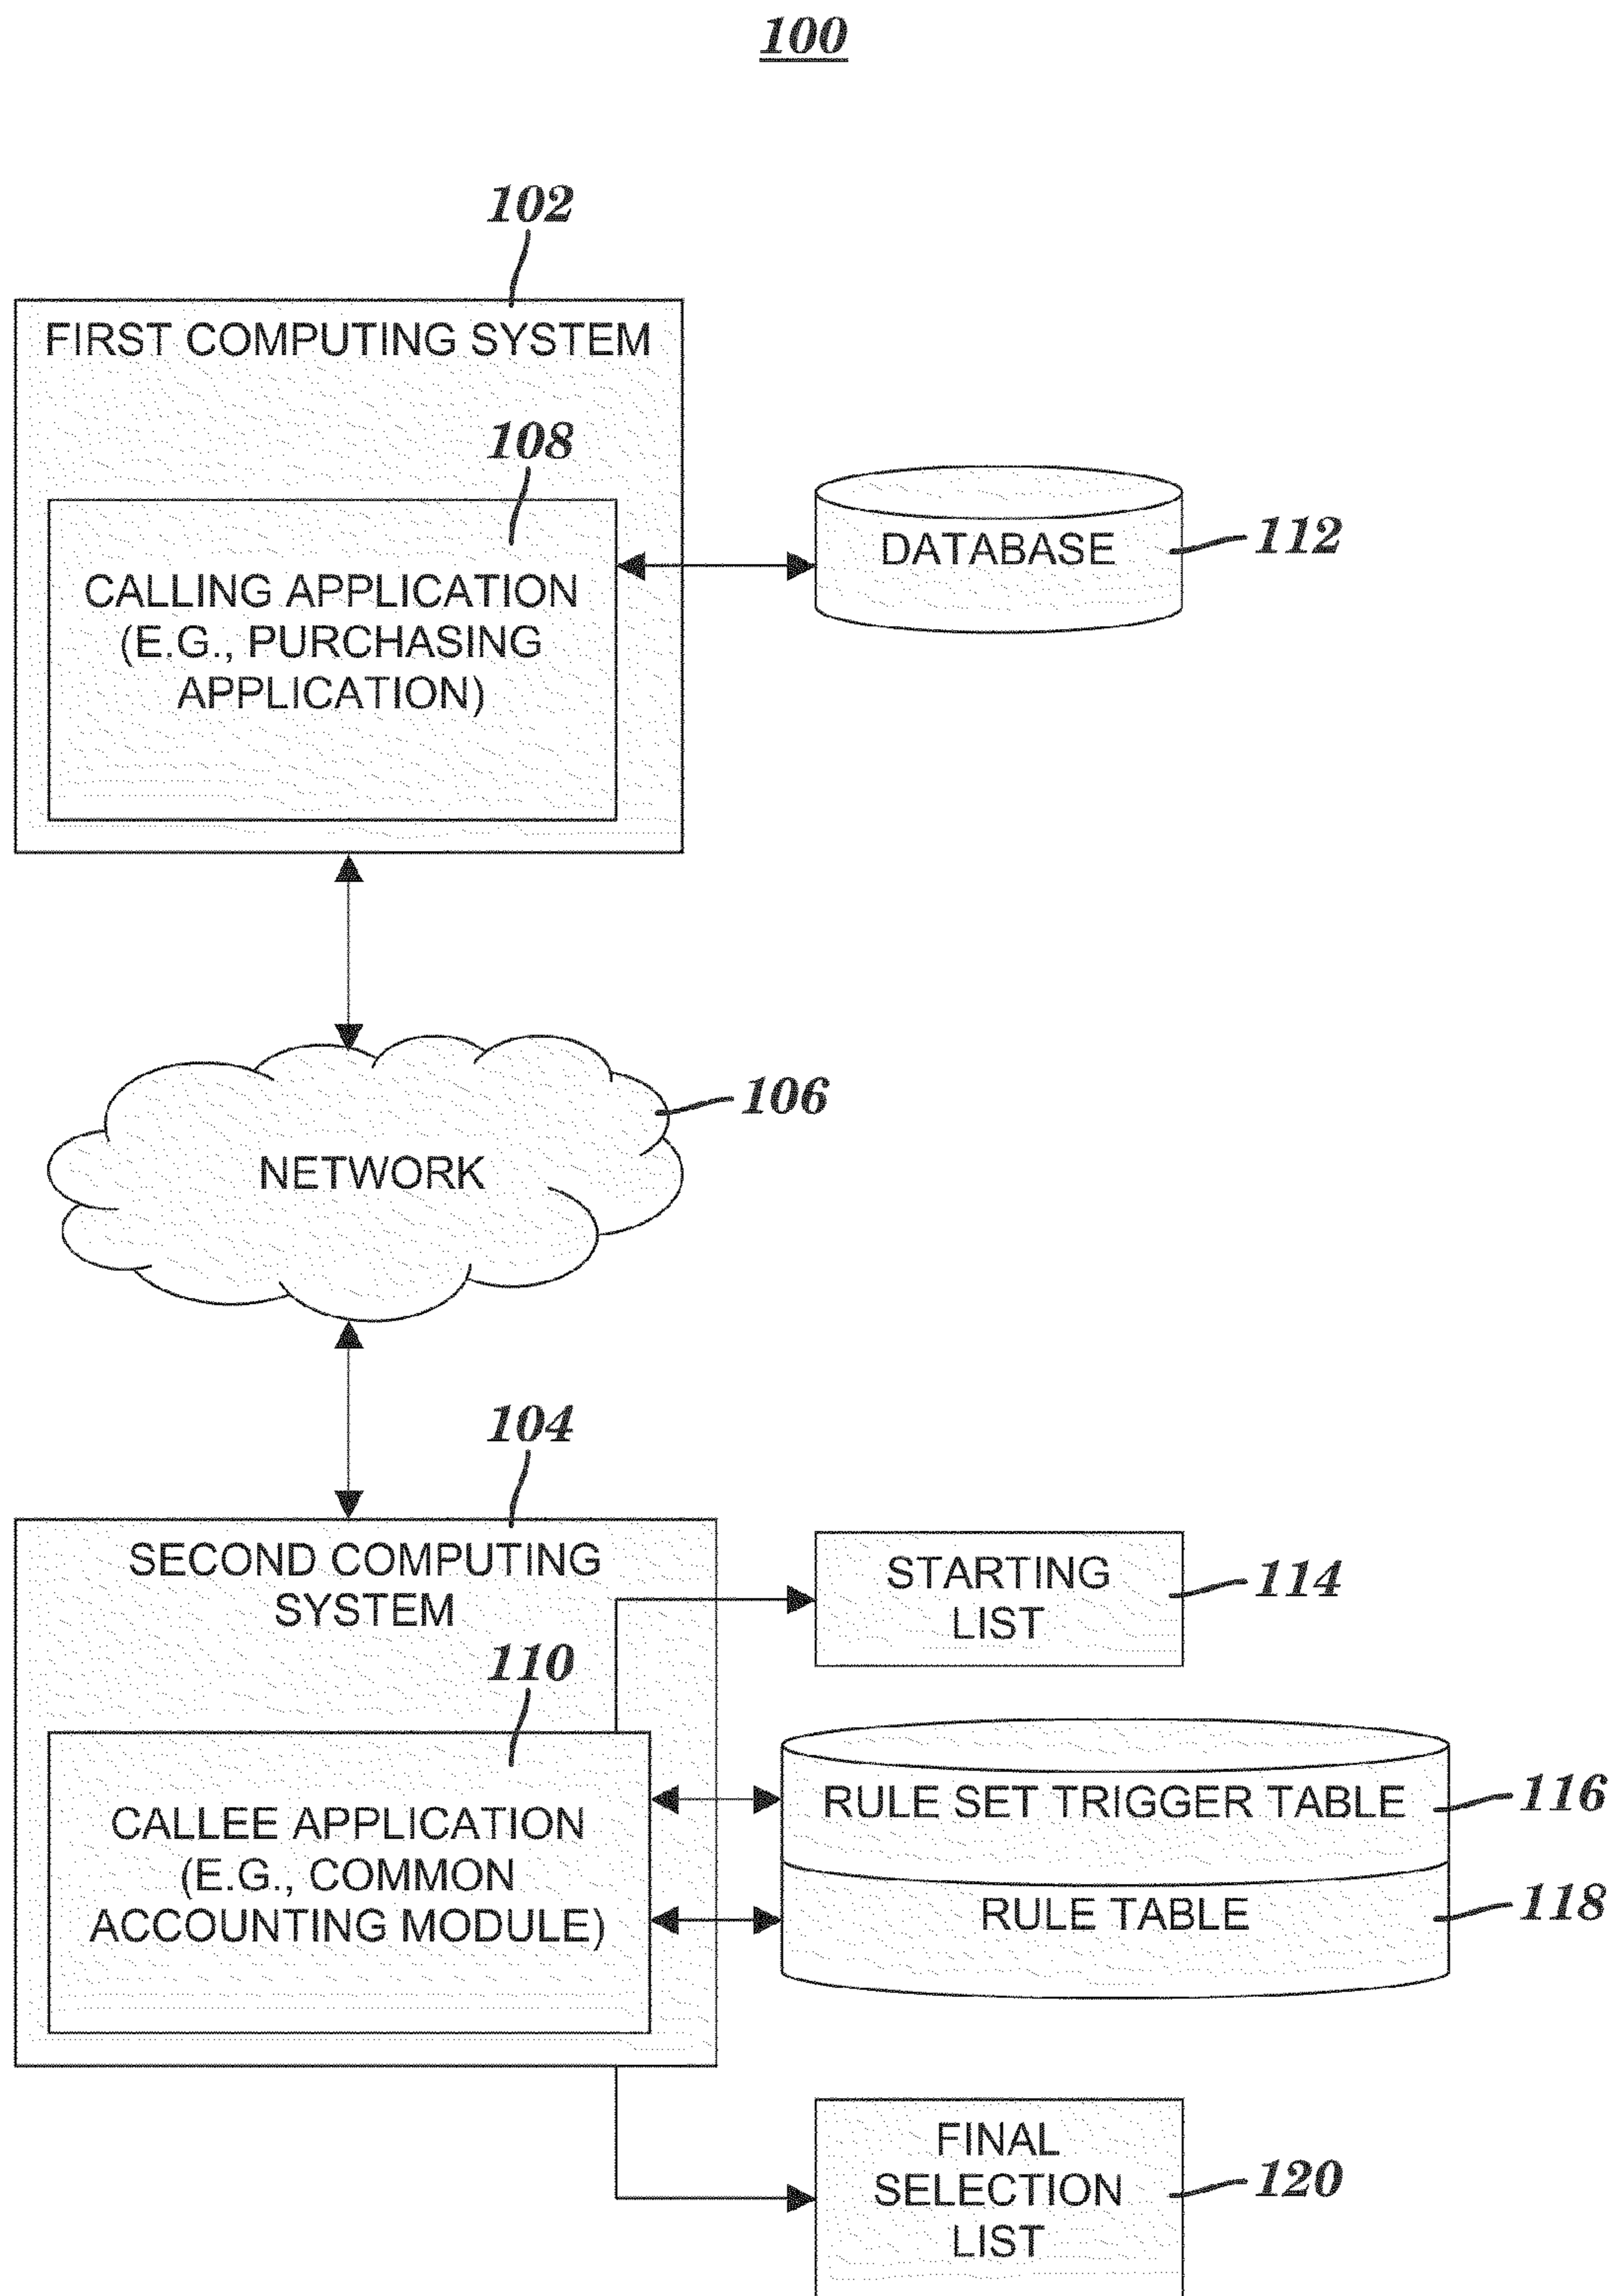 100
102
FIRST COMPUTING SYSTEM
108
CALLING APPLICATION
(E.G., PURCHASING
APPLICATION)
DATABASE
112
106
NETWORK
104
SECOND COMPUTING
SYSTEM
STARTING
LIST
114
110
CALLEE APPLICATION
(E.G., COMMON
ACCOUNTING MODULE)
RULE SET TRIGGER TABLE
116
RULE TABLE
118
FINAL
SELECTION
LIST
120